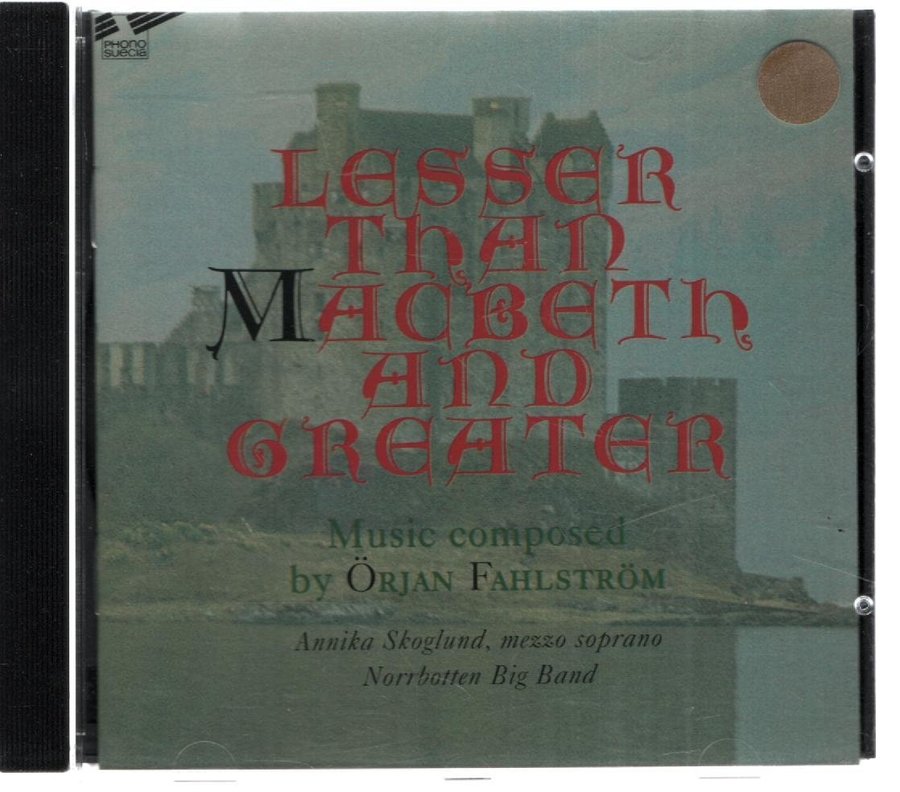 PHONO
SUECIA
LESSER
THAN
MACBETH
AND
GREATER
Music composed
by ÖRJAN FAHLSTRÖM
Annika Skoglund, mezzo soprano
Norrbotten Big Band